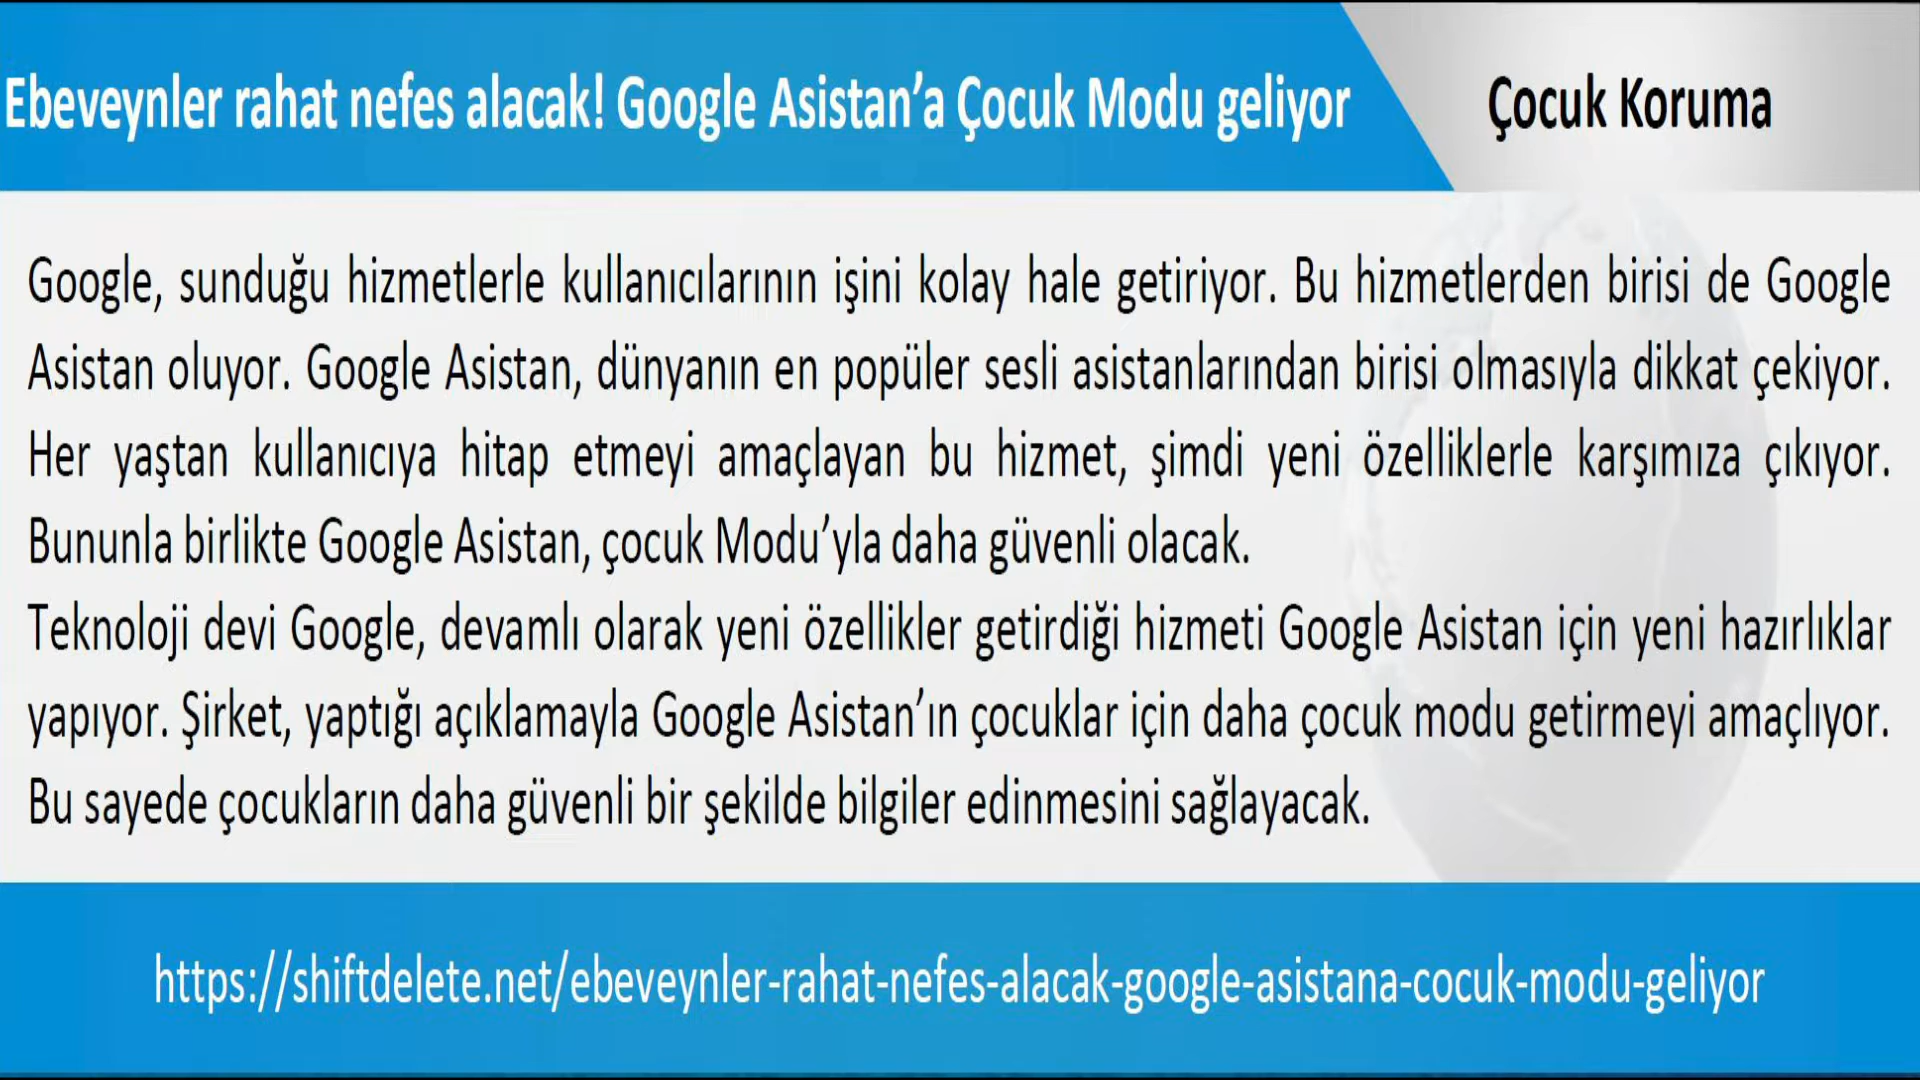 Ebeveynler rahat nefes alacak! Google Asistan’a Çocuk Modu geliyor
Çocuk Koruma
Google, sunduğu hizmetlerle kullanıcılarının işini kolay hale getiriyor. Bu hizmetlerden birisi de Google
Asistan oluyor. Google Asistan, dünyanın en popüler sesli asistanlarından birisi olmasıyla dikkat çekiyor.
Her yaştan kullanıcıya hitap etmeyi amaçlayan bu hizmet, şimdi yeni özelliklerle karşımıza çıkıyor.
Bununla birlikte Google Asistan, çocuk Modu’yla daha güvenli olacak.
Teknoloji devi Google, devamlı olarak yeni özellikler getirdiği hizmeti Google Asistan için yeni hazırlıklar
yapıyor. Şirket, yaptığı açıklamayla Google Asistan’ın çocuklar için daha çocuk modu getirmeyi amaçlıyor.
Bu sayede çocukların daha güvenli bir şekilde bilgiler edinmesini sağlayacak.
https://shiftdelete.net/ebeveynler-rahat-nefes-alacak-google-asistana-cocuk-modu-geliyor